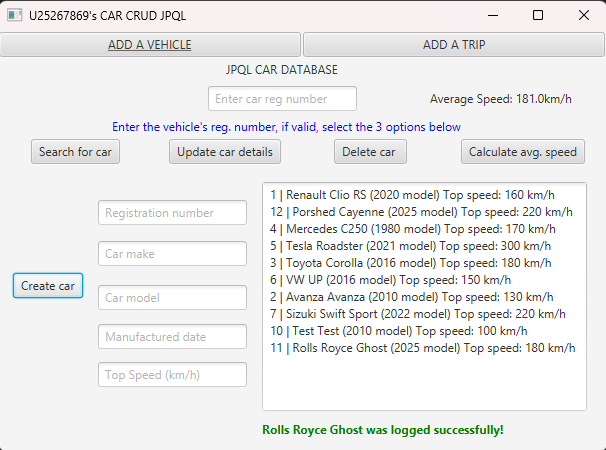 U25267869's CAR CRUD JPQL
ADD A VEHICLE
ADD A TRIP
JPQL CAR DATABASE
Enter car reg number
Average Speed: 181.0km/h
Enter the vehicle's reg. number, if valid, select the 3 options below
Search for car
Update car details
Delete car
Calculate avg. speed
Registration number
Car make
Create car
Car model
Manufactured date
Top Speed (km/h)
1 | Renault Clio RS (2020 model) Top speed: 160 km/h
12 | Porshed Cayenne (2025 model) Top speed: 220 km/h
4 | Mercedes C250 (1980 model) Top speed: 170 km/h
5 | Tesla Roadster (2021 model) Top speed: 300 km/h
3 | Toyota Corolla (2016 model) Top speed: 180 km/h
6 | VW UP (2016 model) Top speed: 150 km/h
2 | Avanza Avanza (2010 model) Top speed: 130 km/h
7 | Sizuki Swift Sport (2022 model) Top speed: 220 km/h
10 | Test Test (2010 model) Top speed: 100 km/h
11 | Rolls Royce Ghost (2025 model) Top speed: 180 km/h
Rolls Royce Ghost was logged successfully!